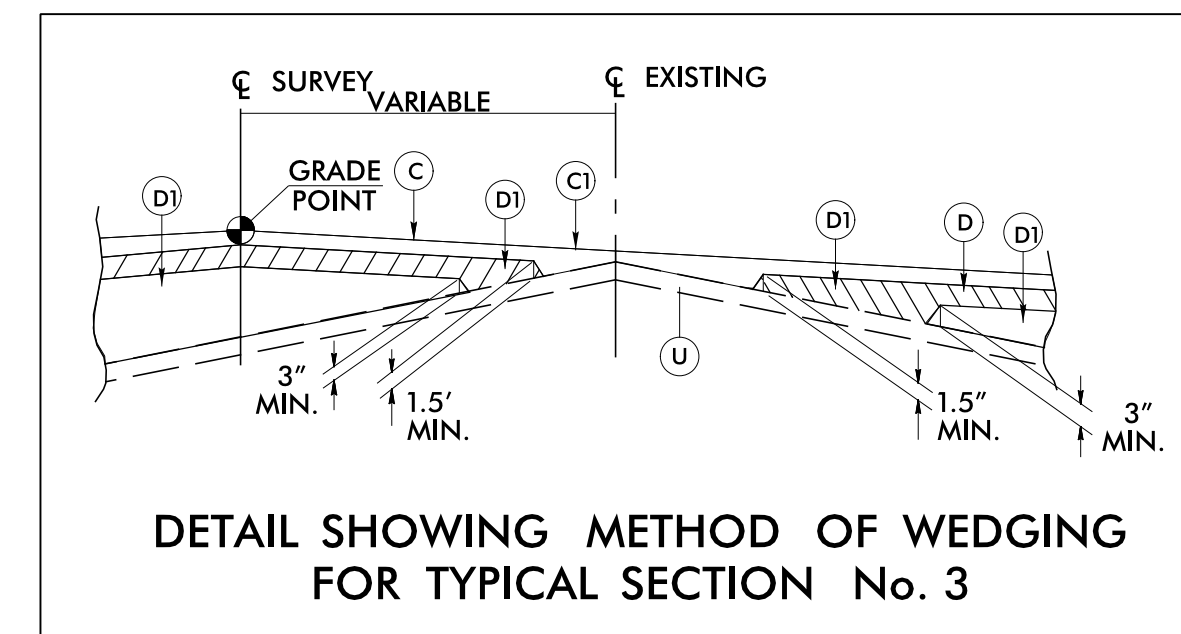 ℄ SURVEY
℄ EXISTING
VARIABLE
GRADE
POINT
C
C1
D1
D1
D1
D
D1
U
3"
MIN.
1.5'
MIN.
1.5"
MIN.
3"
MIN.
DETAIL SHOWING METHOD OF WEDGING
FOR TYPICAL SECTION No. 3